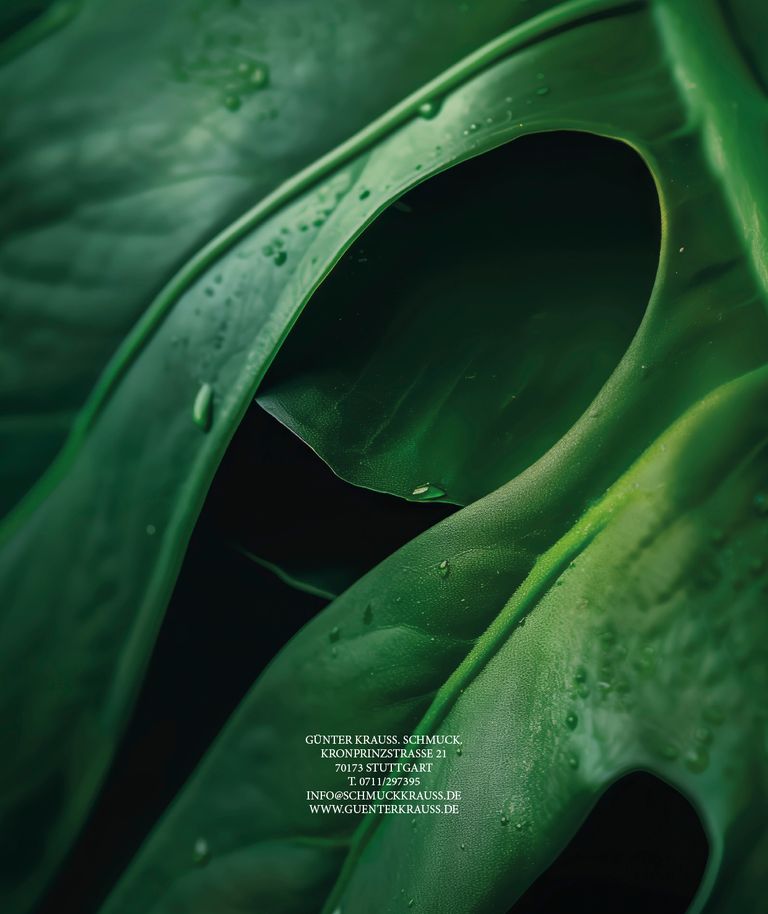 GÜNTER KRAUSS. SCHMUCK.
KRONPRINZSTRASSE 21
70173 STUTTGART
T. 0711/297395
INFO@SCHMUCKKRAUSS.DE
WWW.GUENTERKRAUSS.DE